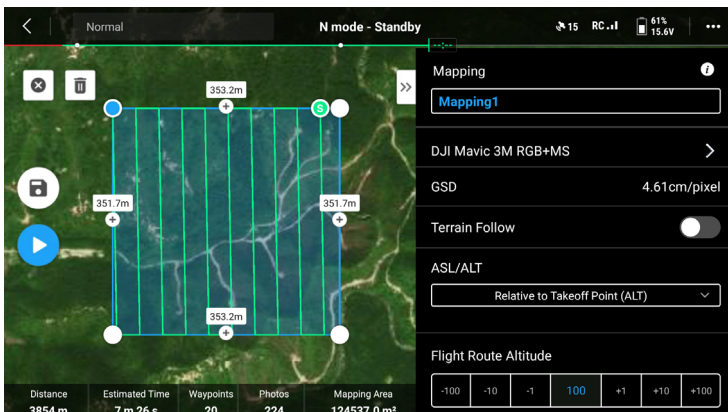 Normal
N mode - Standby
15
RC
61%
15.6V
--:--
353.2m
S
351.7m
351.7m
353.2m
Distance
Estimated Time
Waypoints
Photos
Mapping Area
3854 m
7 m 26 s
20
224
124537.0 m²
Mapping
i
Mapping1
DJI Mavic 3M RGB+MS
GSD
4.61cm/pixel
Terrain Follow
ASL/ALT
Relative to Takeoff Point (ALT)
Flight Route Altitude
-100
-10
-1
100
+1
+10
+100